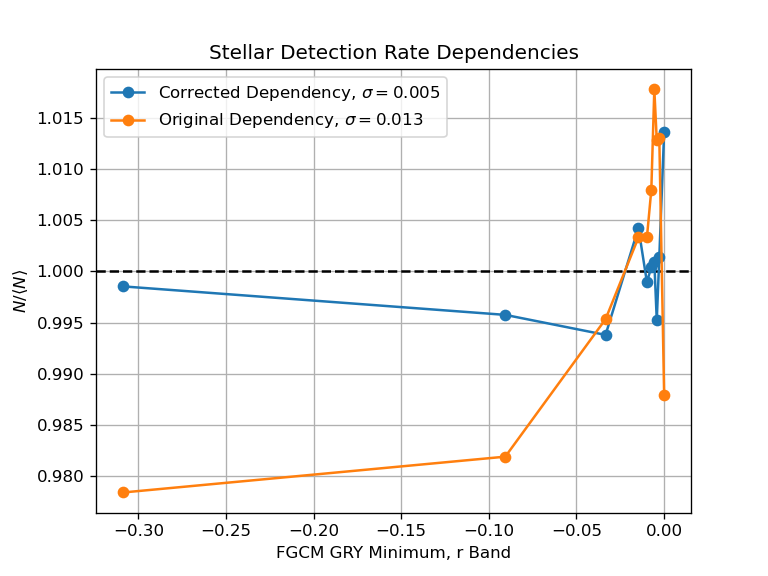 Stellar Detection Rate Dependencies
Corrected Dependency, σ = 0.005
Original Dependency, σ = 0.013
1.015
1.010
1.005
1.000
0.995
0.990
0.985
0.980
N/⟨N⟩
−0.30 −0.25 −0.20 −0.15 −0.10 −0.05 0.00
FGCM GRY Minimum, r Band